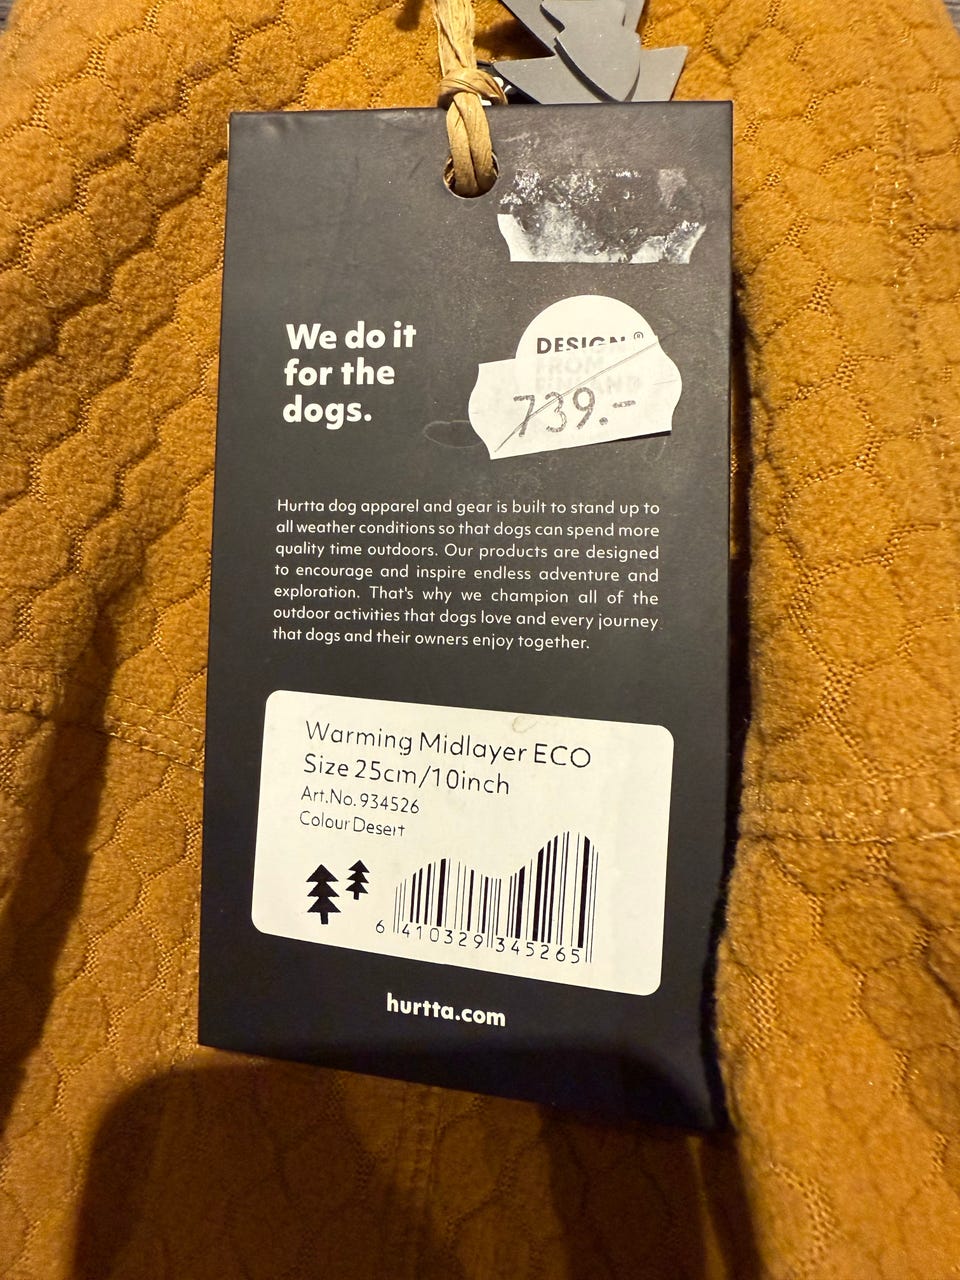 We do it
for the
dogs.
DESIGN®
FROM
FINLAND
739.-
Hurtta dog apparel and gear is built to stand up to
all weather conditions so that dogs can spend more
quality time outdoors. Our products are designed
to encourage and inspire endless adventure and
exploration. That's why we champion all of the
outdoor activities that dogs love and every journey
that dogs and their owners enjoy together.
Warming Midlayer ECO
Size 25cm/10inch
Art.No. 934526
Colour Desert
6 410329 345265
hurtta.com